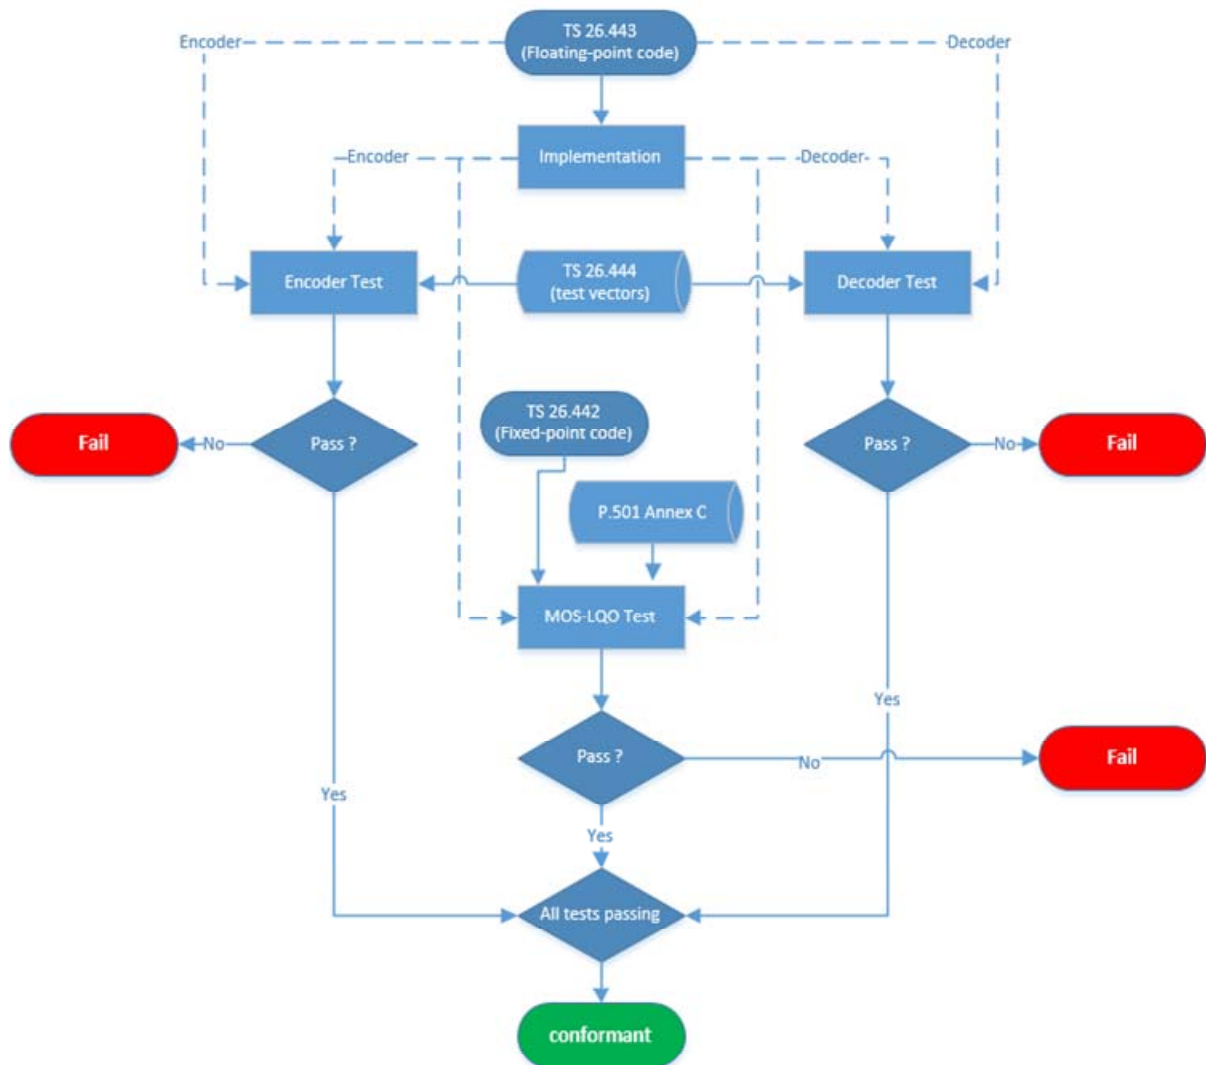 TS 26.443
(Floating-point code)
Encoder
Decoder
Implementation
Encoder
Decoder
TS 26.444
(test vectors)
Encoder Test
Decoder Test
TS 26.442
(Fixed-point code)
Fail
No
Pass ?
Pass ?
No
Fail
P.501 Annex C
MOS-LQO Test
Yes
Pass ?
No
Fail
Yes
Yes
All tests passing
conformant